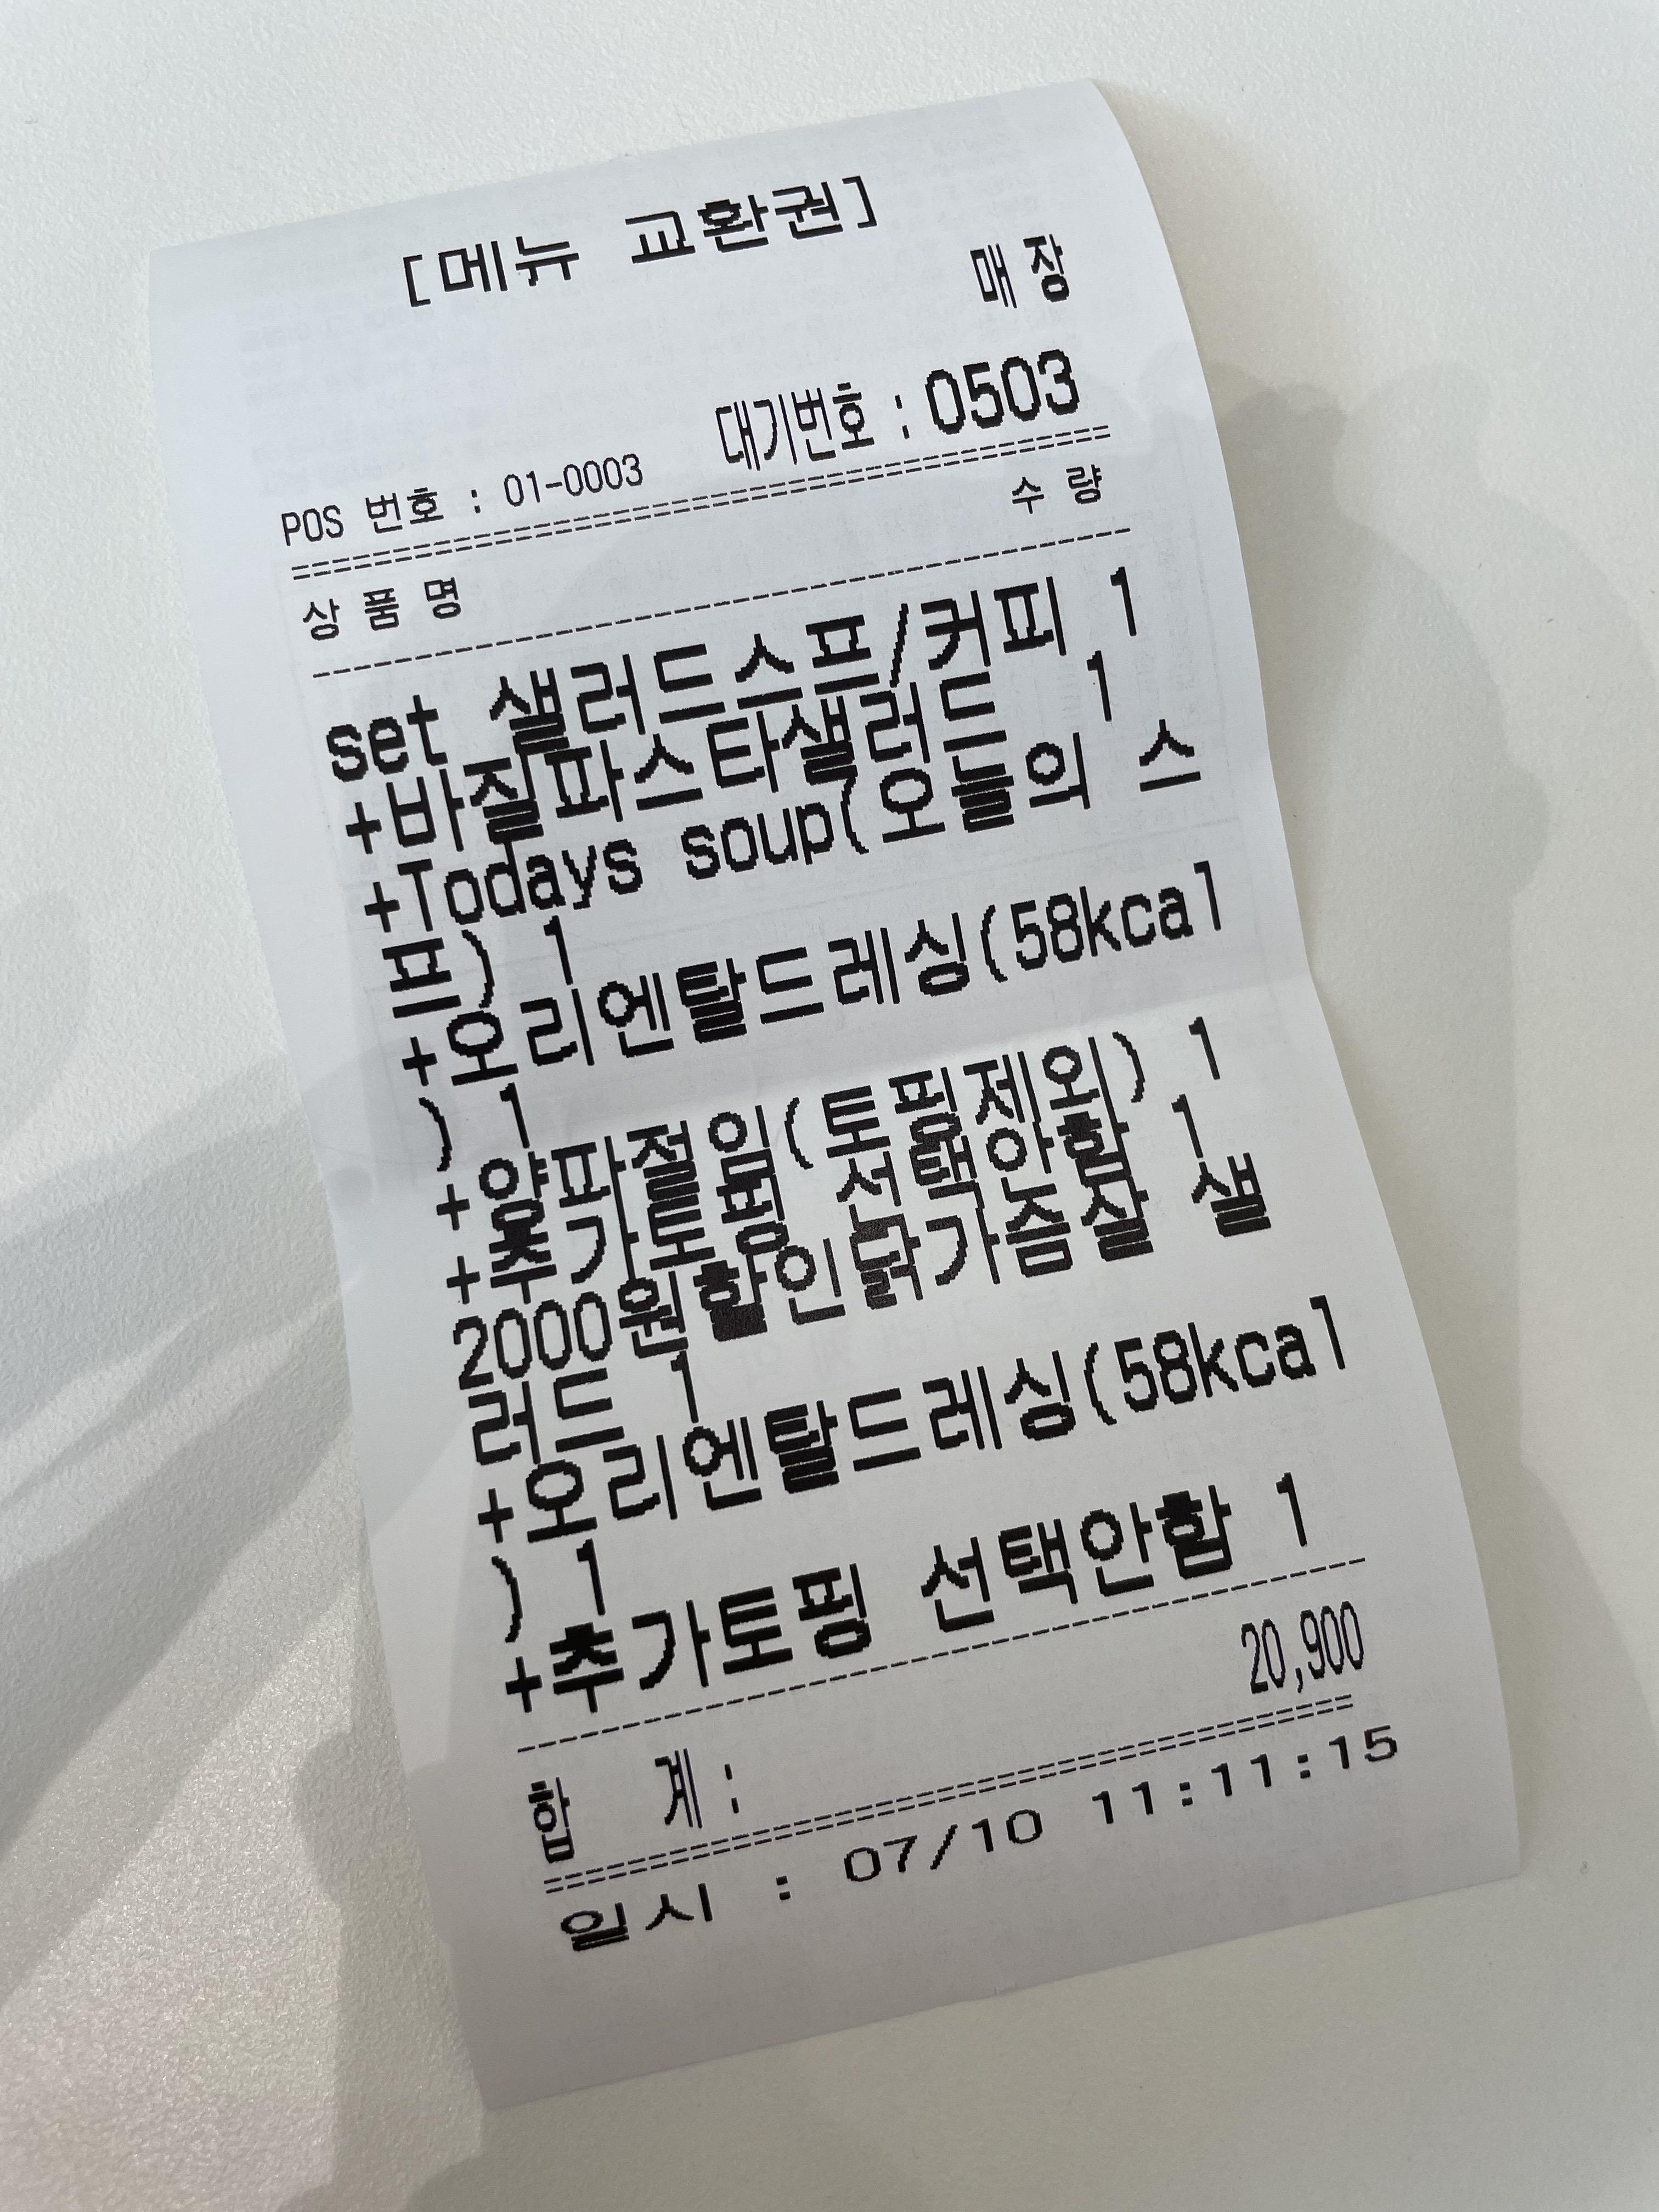 [메뉴 교환권]
매 장
POS 번호 : 01-0003 대기번호 : 0503
상 품 명 수 량
set 샐러드스프/커피 1
+바질파스타샐러드 1
+Todays soup(오늘의 스
프) 1
+오리엔탈드레싱(58kcal
) 1
+양파절임(토핑제외) 1
+추가토핑 선택안함 1
2000원할인닭가슴살 샐
러드 1
+오리엔탈드레싱(58kcal
) 1
+추가토핑 선택안함 1
합 계: 20,900
일시 : 07/10 11:11:15